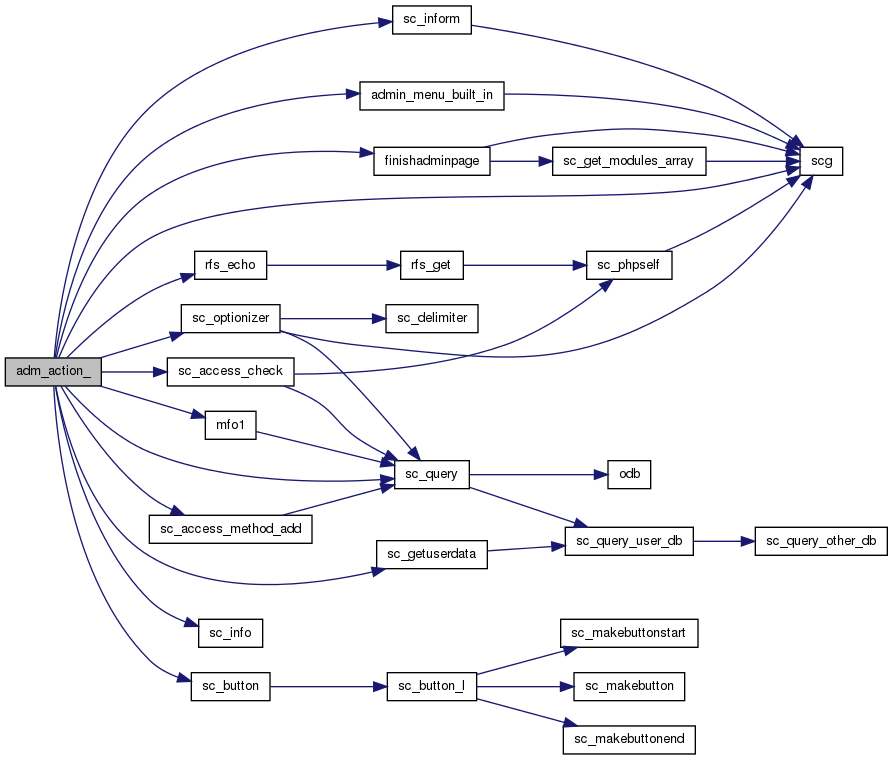 sc_inform
admin_menu_built_in
finishadminpage
sc_get_modules_array
scg
rfs_echo
rfs_get
sc_phpself
sc_optionizer
sc_delimiter
adm_action_
sc_access_check
mfo1
sc_query
odb
sc_access_method_add
sc_getuserdata
sc_query_user_db
sc_query_other_db
sc_info
sc_makebuttonstart
sc_button
sc_button_l
sc_makebutton
sc_makebuttonend